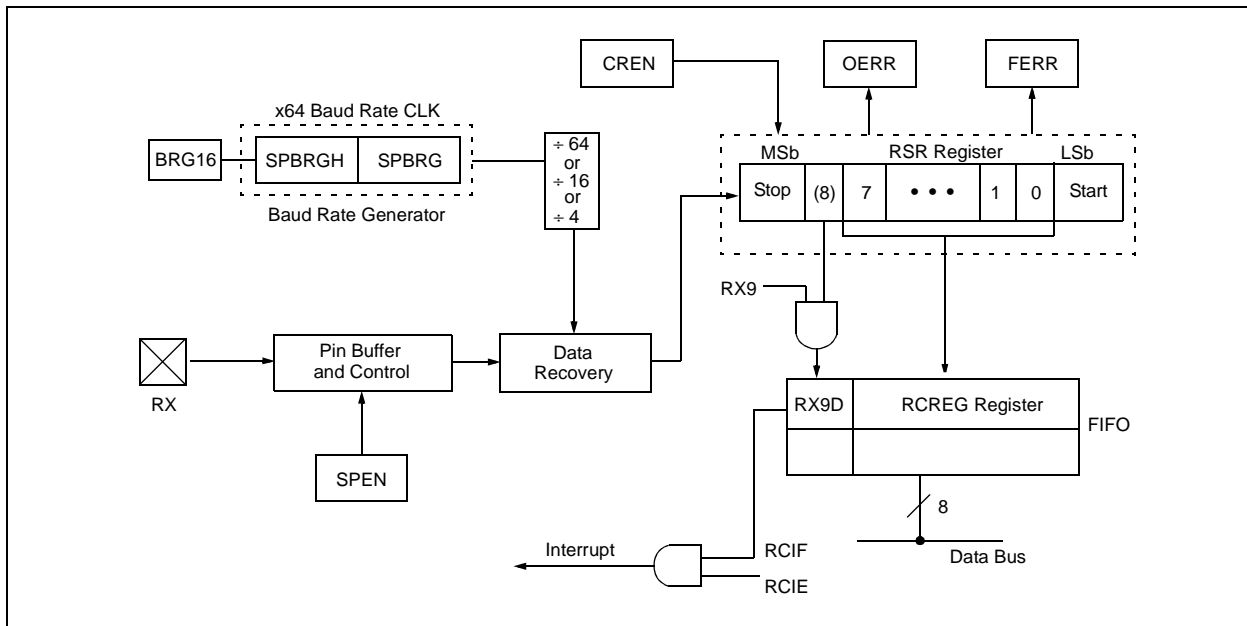 CREN
OERR
FERR
x64 Baud Rate CLK
BRG16
SPBRGH
SPBRG
Baud Rate Generator
÷ 64
or
÷ 16
or
÷ 4
MSb
RSR Register
LSb
Stop
(8)
7
• • •
1
0
Start
RX9
RX
Pin Buffer
and Control
Data
Recovery
SPEN
RX9D
RCREG Register
FIFO
8
Data Bus
Interrupt
RCIF
RCIE